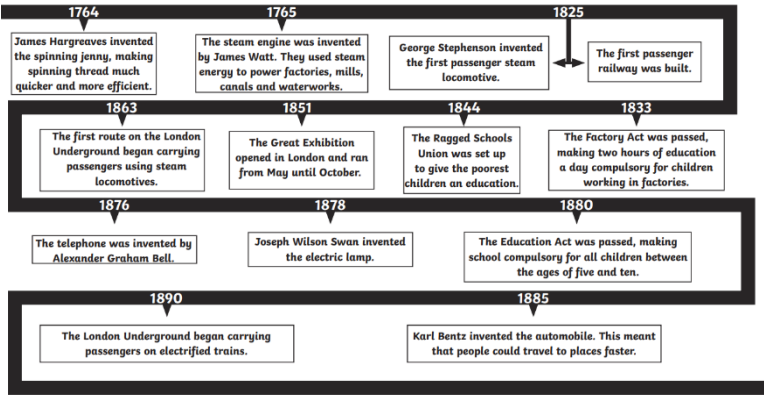 1764
James Hargreaves invented
the spinning jenny, making
spinning thread much
quicker and more efficient.
1765
The steam engine was invented
by James Watt. They used steam
energy to power factories, mills,
canals and waterworks.
1825
George Stephenson invented
the first passenger steam
locomotive.
The first passenger
railway was built.
1833
The Factory Act was passed,
making two hours of education
a day compulsory for children
working in factories.
1844
The Ragged Schools
Union was set up
to give the poorest
children an education.
1851
The Great Exhibition
opened in London and ran
from May until October.
1863
The first route on the London
Underground began carrying
passengers using steam
locomotives.
1876
The telephone was invented by
Alexander Graham Bell.
1878
Joseph Wilson Swan invented
the electric lamp.
1880
The Education Act was passed, making
school compulsory for all children between
the ages of five and ten.
1885
Karl Bentz invented the automobile. This meant
that people could travel to places faster.
1890
The London Underground began carrying
passengers on electrified trains.